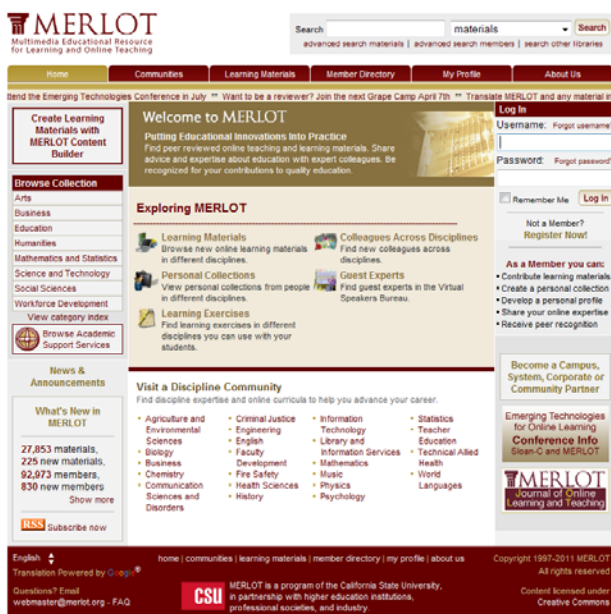 MERLOT
Multimedia Educational Resource
for Learning and Online Teaching
Search
materials
Search
advanced search materials | advanced search members | search other libraries
Home
Communities
Learning Materials
Member Directory
My Profile
About Us
ttend the Emerging Technologies Conference in July ** Want to be a reviewer? Join the next Grape Camp April 7th ** Translate MERLOT and any material in
Create Learning
Materials with
MERLOT Content
Builder
Browse Collection
Arts
Business
Education
Humanities
Mathematics and Statistics
Science and Technology
Social Sciences
Workforce Development
View category index
Browse Academic
Support Services
News &
Announcements
What's New in
MERLOT
27,853 materials,
225 new materials,
92,973 members,
830 new members
Show more
RSS Subscribe now
Welcome to MERLOT
Putting Educational Innovations Into Practice
Find peer reviewed online teaching and learning materials. Share
advice and expertise about education with expert colleagues. Be
recognized for your contributions to quality education.
Exploring MERLOT
Learning Materials
Browse new online learning materials
in different disciplines.
Personal Collections
View personal collections from people
in different disciplines.
Learning Exercises
Find learning exercises in different
disciplines you can use with your
students.
Colleagues Across Disciplines
Find new colleagues across
disciplines.
Guest Experts
Find guest experts in the Virtual
Speakers Bureau.
Visit a Discipline Community
Find discipline expertise and online curricula to help you advance your career.
Agriculture and
Environmental
Sciences
Biology
Business
Chemistry
Communication
Sciences and
Disorders
Criminal Justice
Engineering
English
Faculty
Development
Fire Safety
Health Sciences
History
Information
Technology
Library and
Information Services
Mathematics
Music
Physics
Psychology
Statistics
Teacher
Education
Technical Allied
Health
World
Languages
Log In
Username: Forgot username?
Password: Forgot password?
Remember Me
Log In
Not a Member?
Register Now!
As a Member you can:
Contribute learning materials
Create a personal collection
Develop a personal profile
Share your online expertise
Receive peer recognition
Become a Campus,
System, Corporate or
Community Partner
Emerging Technologies
for Online Learning
Conference Info
Sloan-C and MERLOT
MERLOT
Journal of Online
Learning and Teaching
English
Translation Powered by Google
Questions? Email
webmaster@merlot.org - FAQ
home | communities | learning materials | member directory | my profile | about us
CSU
MERLOT is a program of the California State University,
in partnership with higher education institutions,
professional societies, and industry.
Copyright 1997-2011 MERLOT
All rights reserved
Content licensed under
Creative Commons